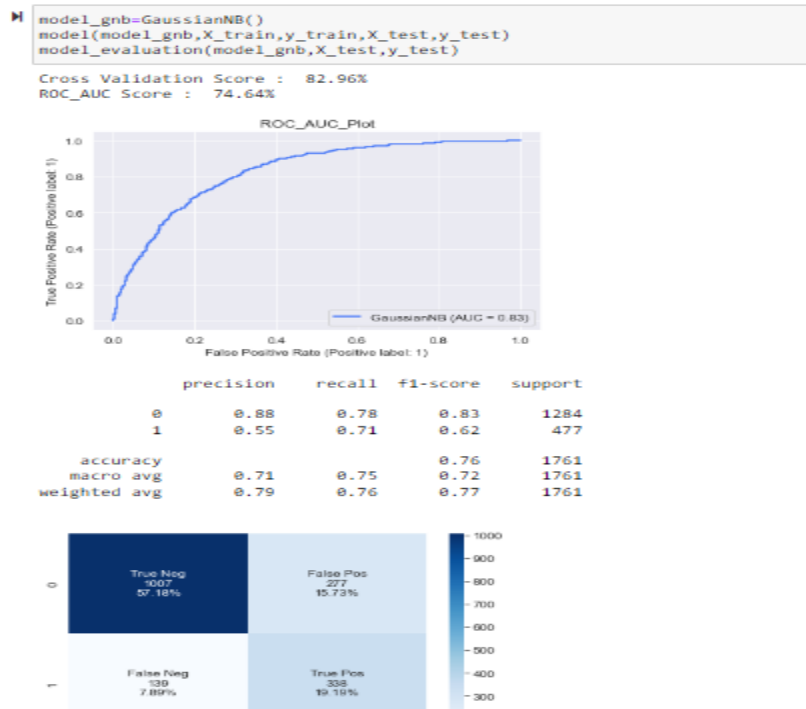 model_gnb=GaussianNB()
model(model_gnb,X_train,y_train,X_test,y_test)
model_evaluation(model_gnb,X_test,y_test)
Cross Validation Score : 82.96%
ROC_AUC Score : 74.64%
ROC_AUC_Plot
1.0
0.8
0.6
0.4
0.2
0.0
True Positive Rate (Positive label: 1)
GaussianNB (AUC = 0.83)
0.0 0.2 0.4 0.6 0.8 1.0
False Positive Rate (Positive label: 1)
precision recall f1-score support
0 0.88 0.78 0.83 1284
1 0.55 0.71 0.62 477
accuracy 0.76 1761
macro avg 0.71 0.75 0.72 1761
weighted avg 0.79 0.76 0.77 1761
0
True Neg
1007
57.18%
False Pos
277
15.73%
1
False Neg
139
7.89%
True Pos
338
19.19%
1000
900
800
700
600
500
400
300